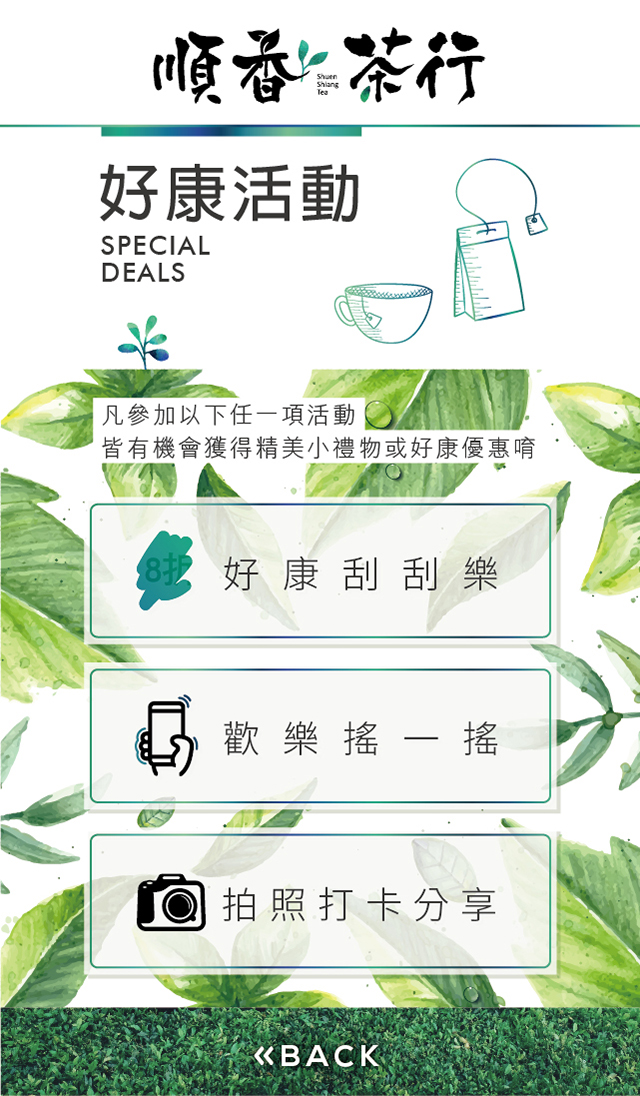 順香茶行
Shuen
Shiang
Tea
好康活動
SPECIAL
DEALS
凡參加以下任一項活動
皆有機會獲得精美小禮物或好康優惠唷
8折
好康刮刮樂
歡樂搖一搖
拍照打卡分享
«BACK